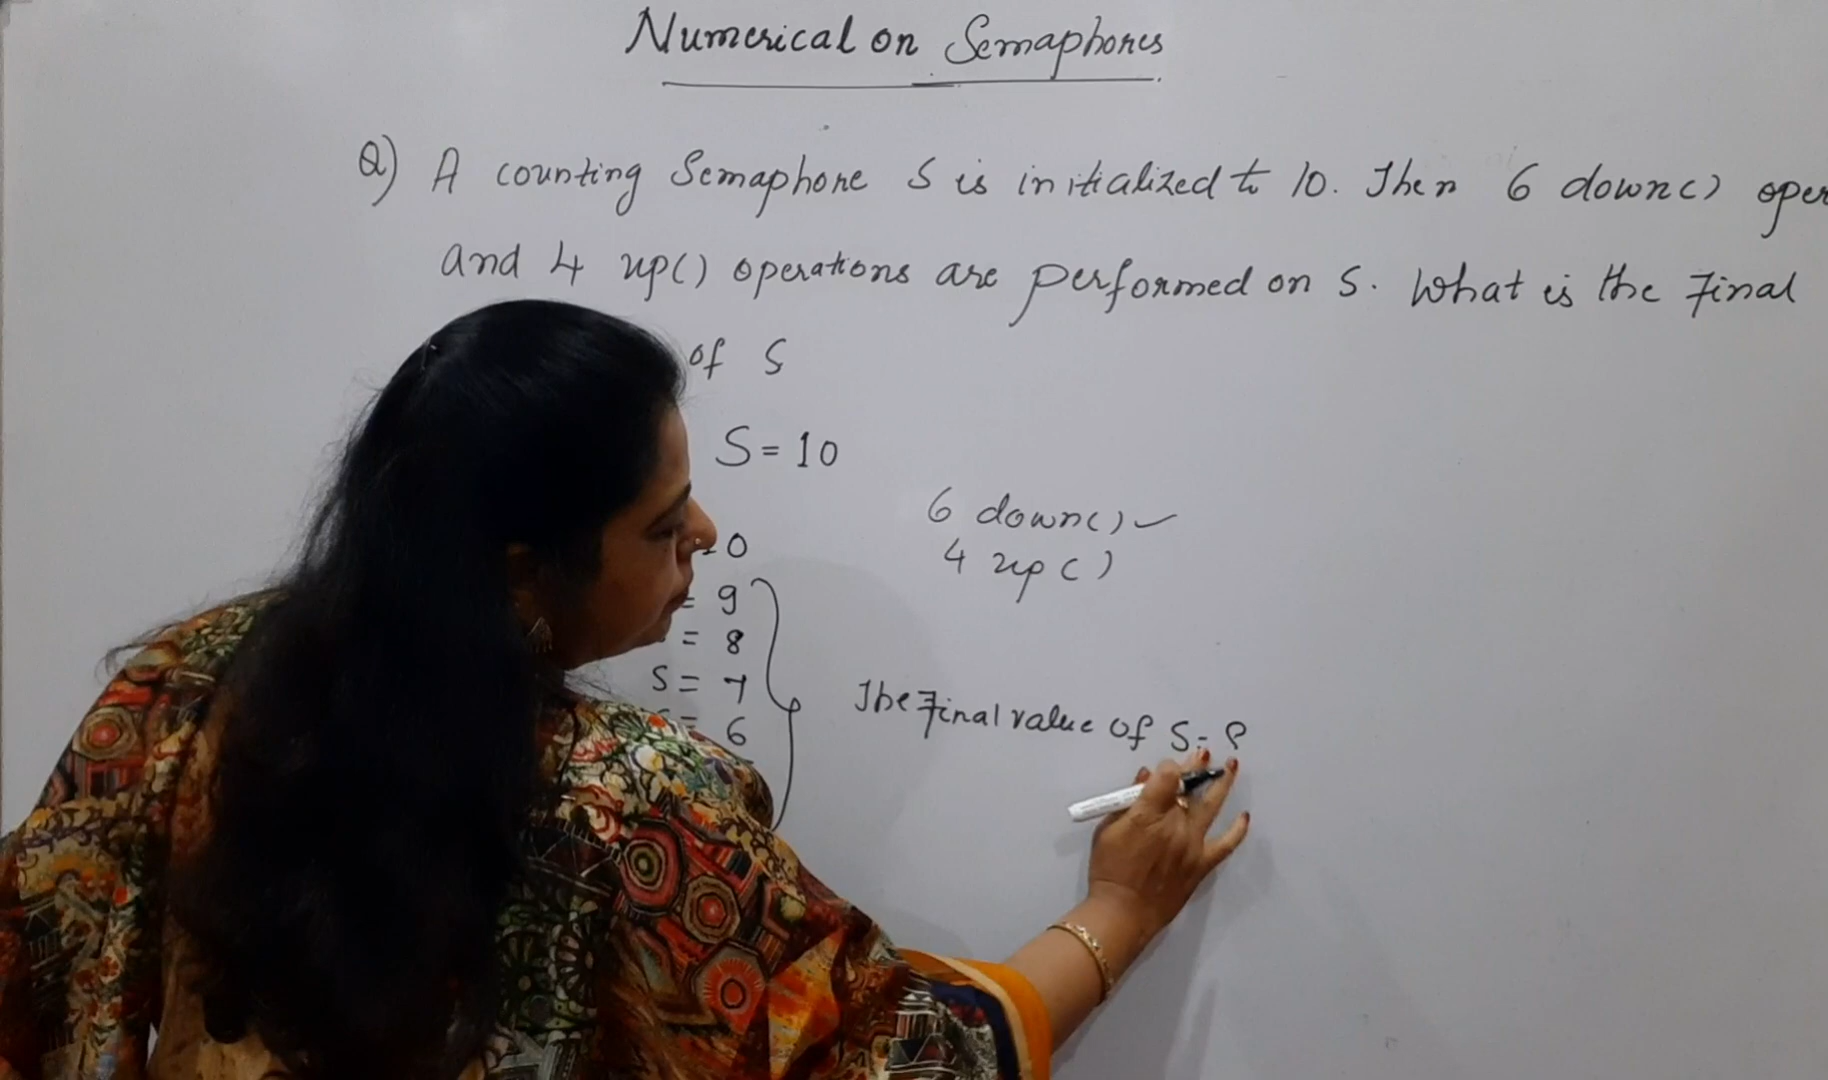 Numerical on Semaphores
Q) A counting Semaphore S is initialized to 10. Then 6 down() oper
and 4 up() operations are performed on S. What is the Final
of S
S = 10
6 down() ✓
4 up()
0
= 9
= 8
S = 7
= 6
The Final value of S = 8